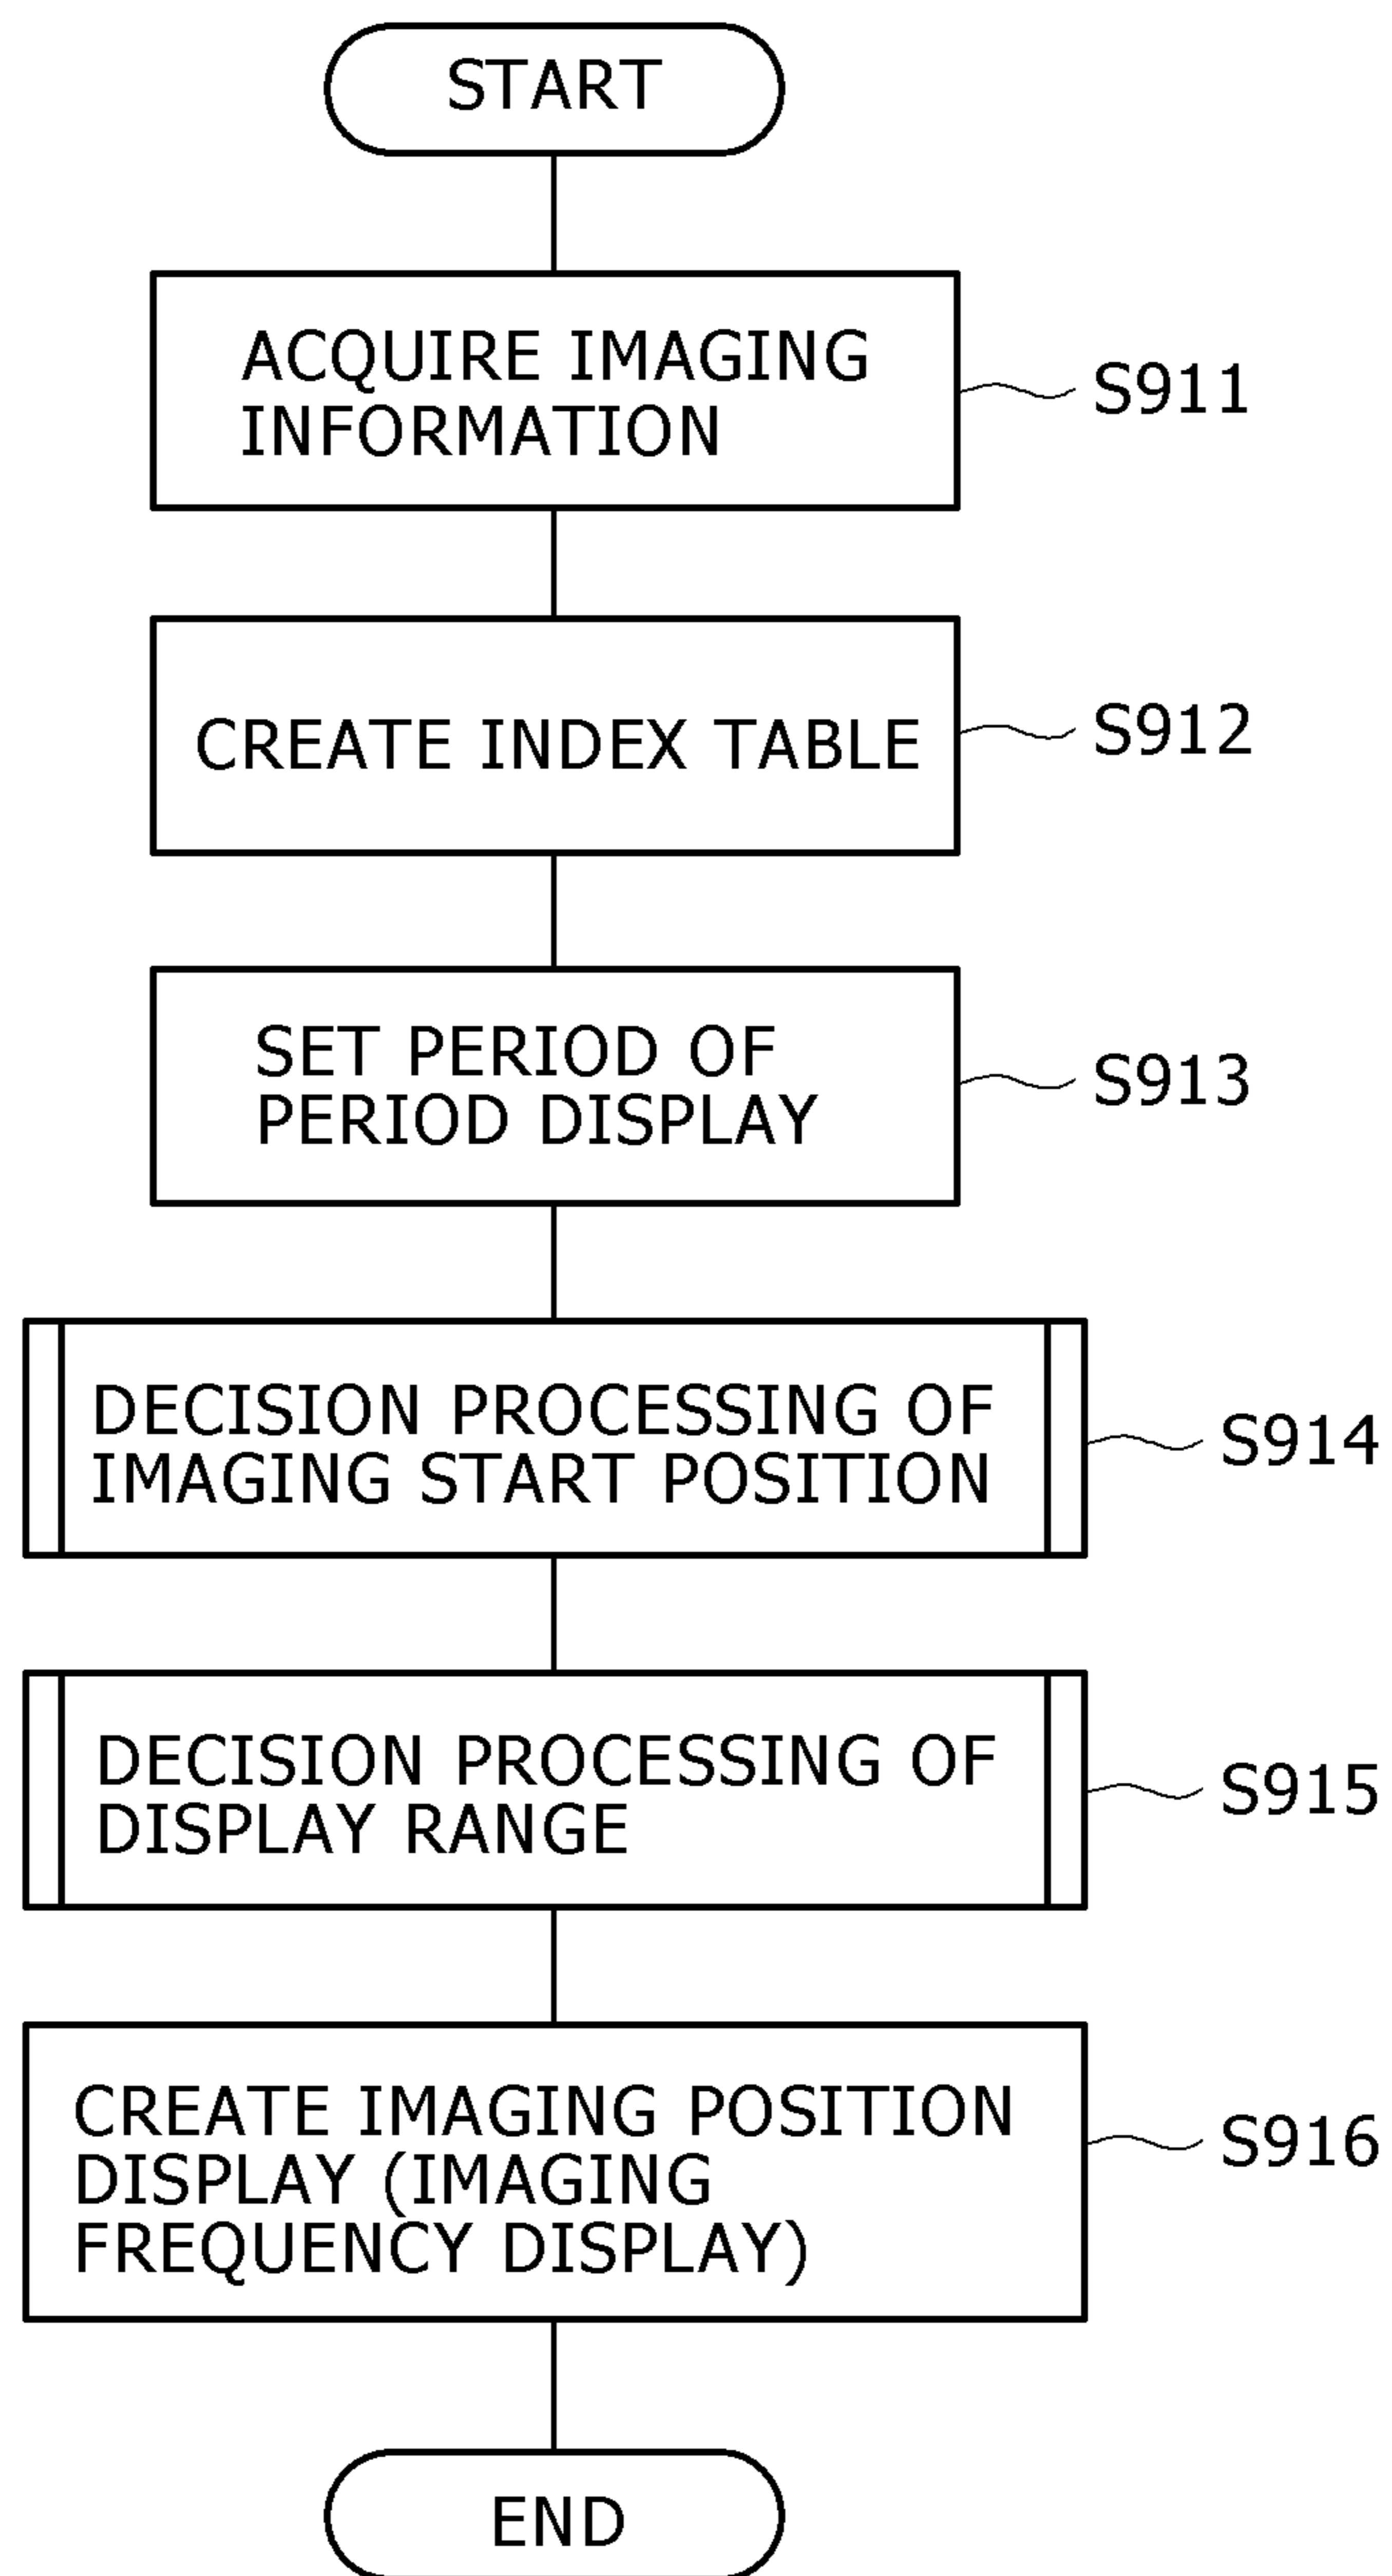 START
ACQUIRE IMAGING
INFORMATION
S911
CREATE INDEX TABLE
S912
SET PERIOD OF
PERIOD DISPLAY
S913
DECISION PROCESSING OF
IMAGING START POSITION
S914
DECISION PROCESSING OF
DISPLAY RANGE
S915
CREATE IMAGING POSITION
DISPLAY (IMAGING
FREQUENCY DISPLAY)
S916
END